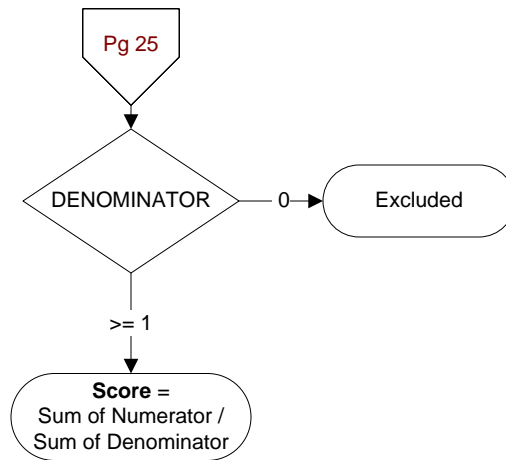 Pg 25
DENOMINATOR
0
Excluded
>= 1
Score =
Sum of Numerator /
Sum of Denominator